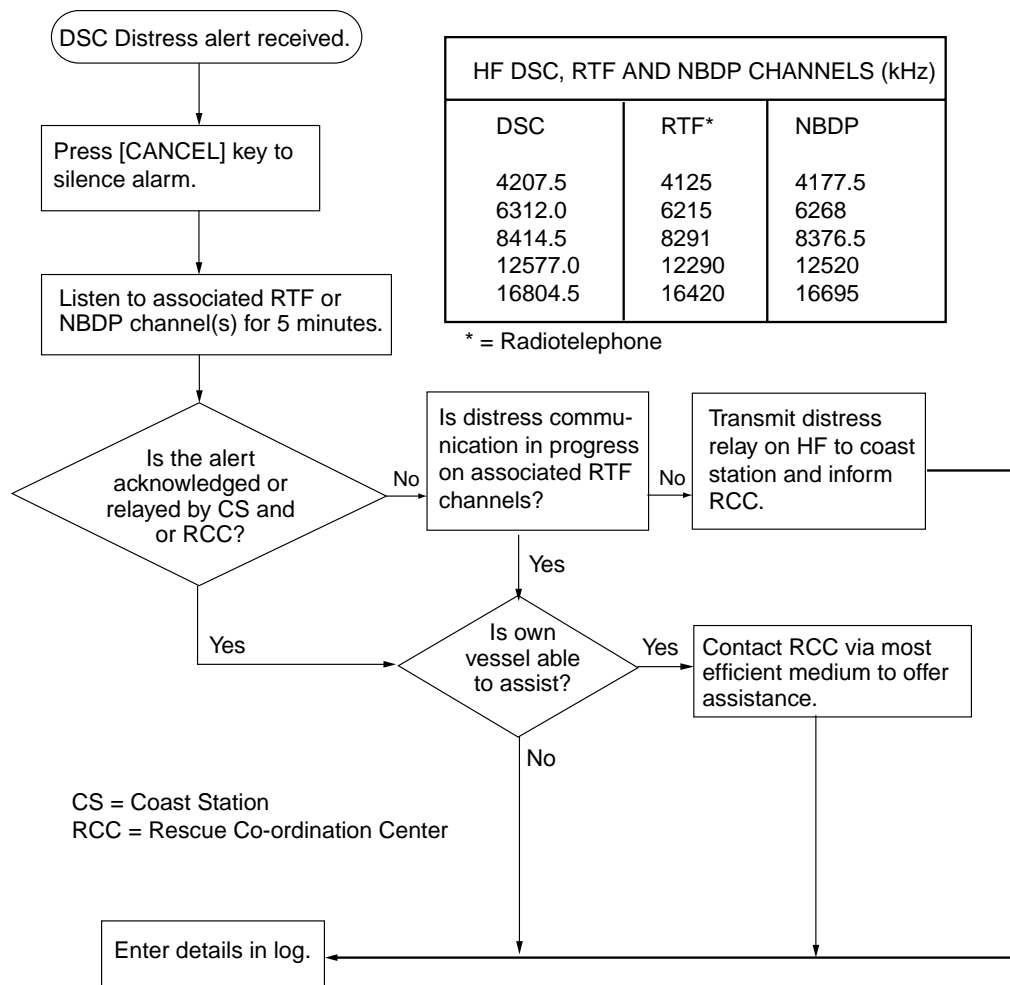 DSC Distress alert received.
Press [CANCEL] key to
silence alarm.
Listen to associated RTF or
NBDP channel(s) for 5 minutes.
HF DSC, RTF AND NBDP CHANNELS (kHz)
DSC RTF* NBDP
4207.5 4125 4177.5
6312.0 6215 6268
8414.5 8291 8376.5
12577.0 12290 12520
16804.5 16420 16695
* = Radiotelephone
Is the alert
acknowledged or
relayed by CS and
or RCC?
No
Is distress commu-
nication in progress
on associated RTF
channels?
No
Transmit distress
relay on HF to coast
station and inform
RCC.
Yes
Yes
Is own
vessel able
to assist?
Yes
Contact RCC via most
efficient medium to offer
assistance.
No
CS = Coast Station
RCC = Rescue Co-ordination Center
Enter details in log.